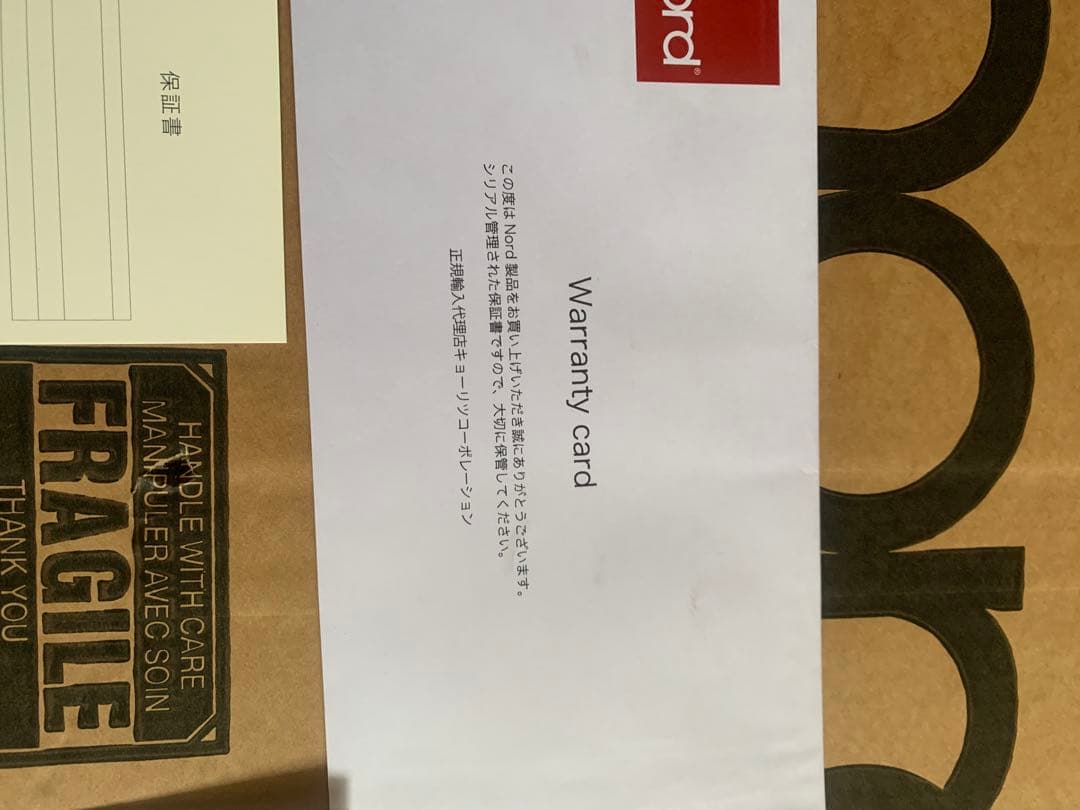 ord®
Warranty card
この度は Nord 製品をお買い上げいただき誠にありがとうございます。
シリアル管理された保証書ですので、大切に保管してください。
正規輸入代理店キョーリツコーポレーション
保証書
HANDLE WITH CARE
MANIPULER AVEC SOIN
FRAGILE
THANK YOU